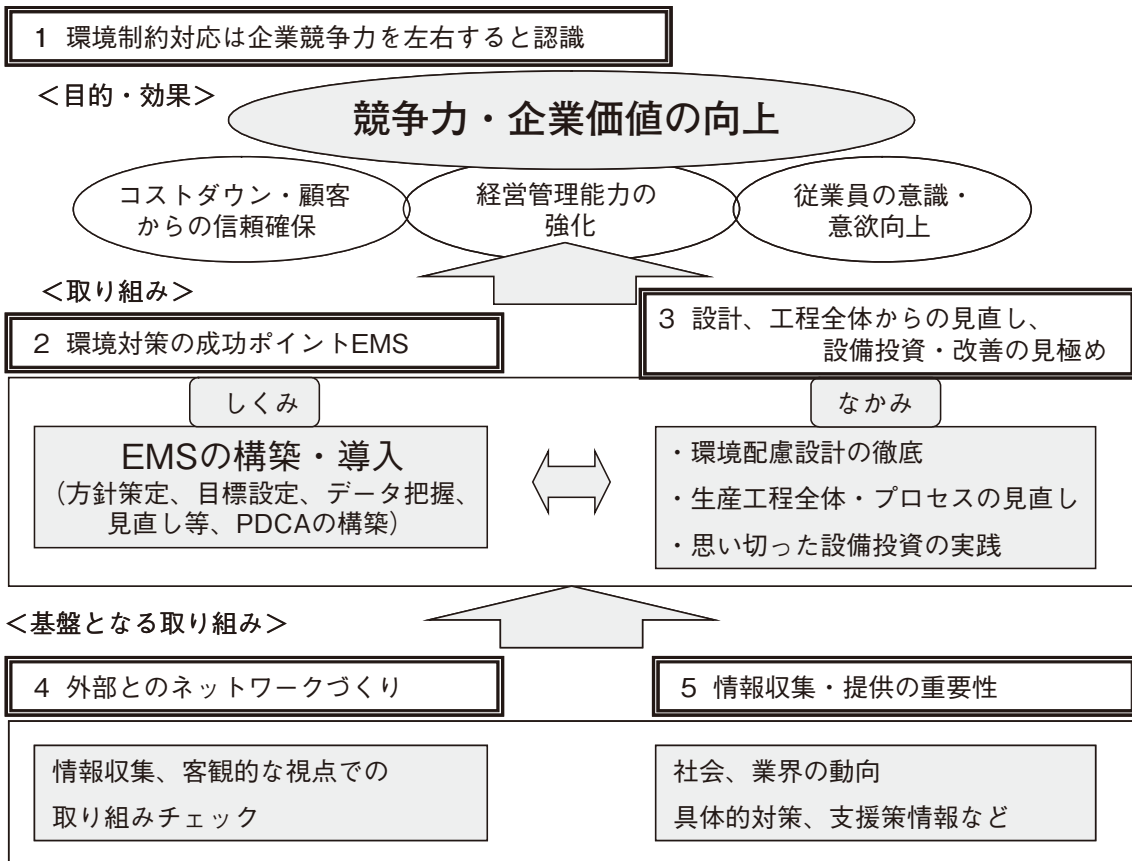 1 環境制約対応は企業競争力を左右すると認識
＜目的・効果＞
競争力・企業価値の向上
コストダウン・顧客
からの信頼確保
経営管理能力の
強化
従業員の意識・
意欲向上
＜取り組み＞
2 環境対策の成功ポイントEMS
3 設計、工程全体からの見直し、
設備投資・改善の見極め
しくみ
EMSの構築・導入
（方針策定、目標設定、データ把握、
見直し等、PDCAの構築）
なかみ
・環境配慮設計の徹底
・生産工程全体・プロセスの見直し
・思い切った設備投資の実践
＜基盤となる取り組み＞
4 外部とのネットワークづくり
5 情報収集・提供の重要性
情報収集、客観的な視点での
取り組みチェック
社会、業界の動向
具体的対策、支援策情報など